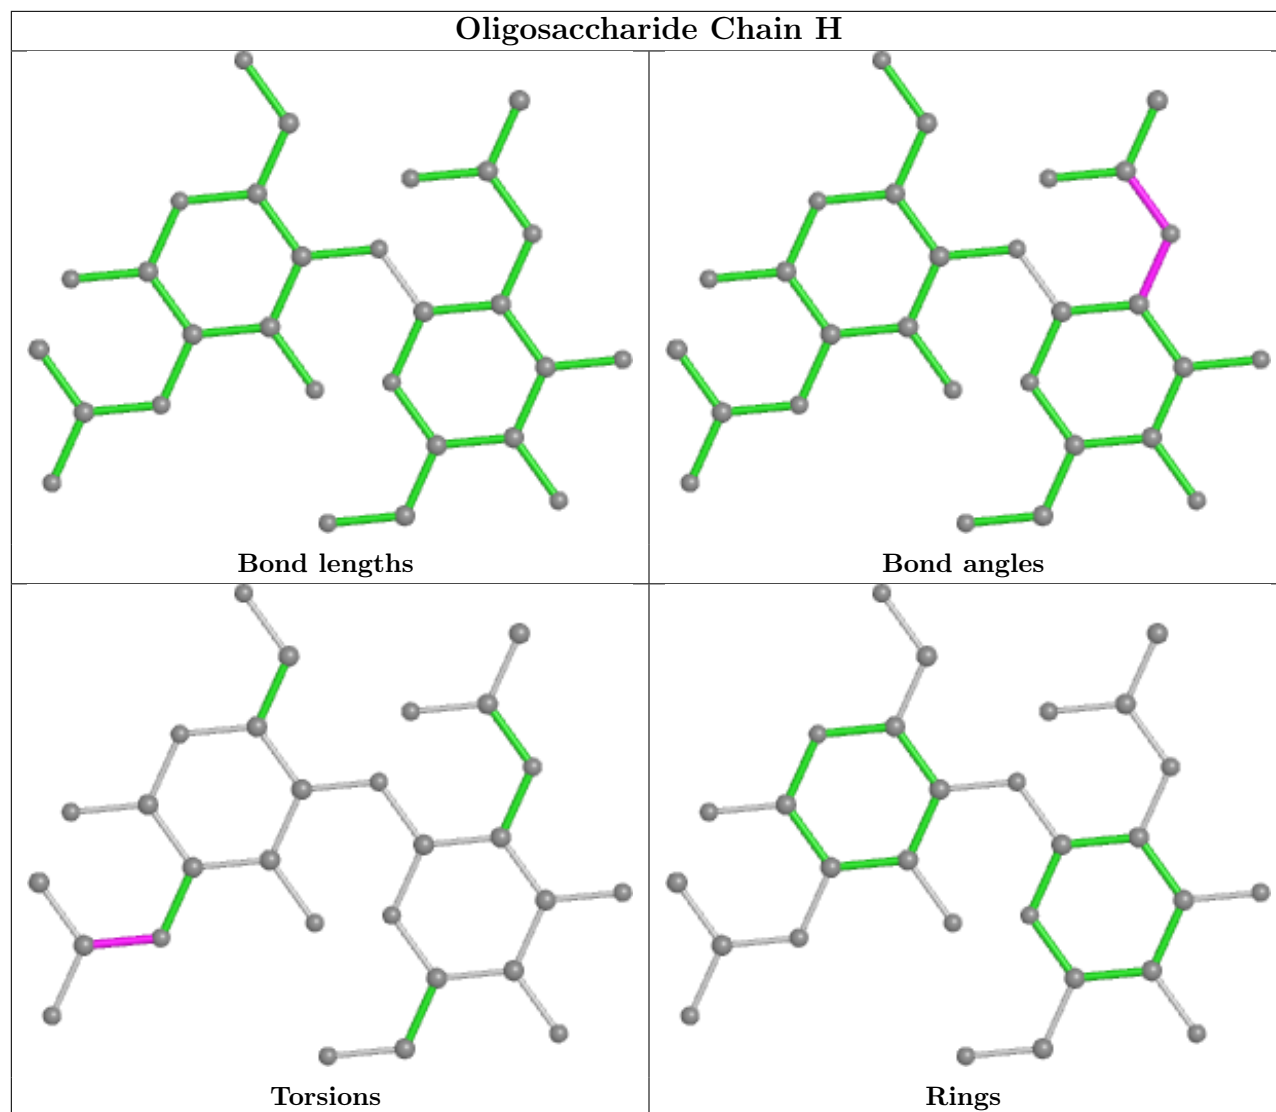 Oligosaccharide Chain H
Bond lengths
Bond angles
Torsions
Rings